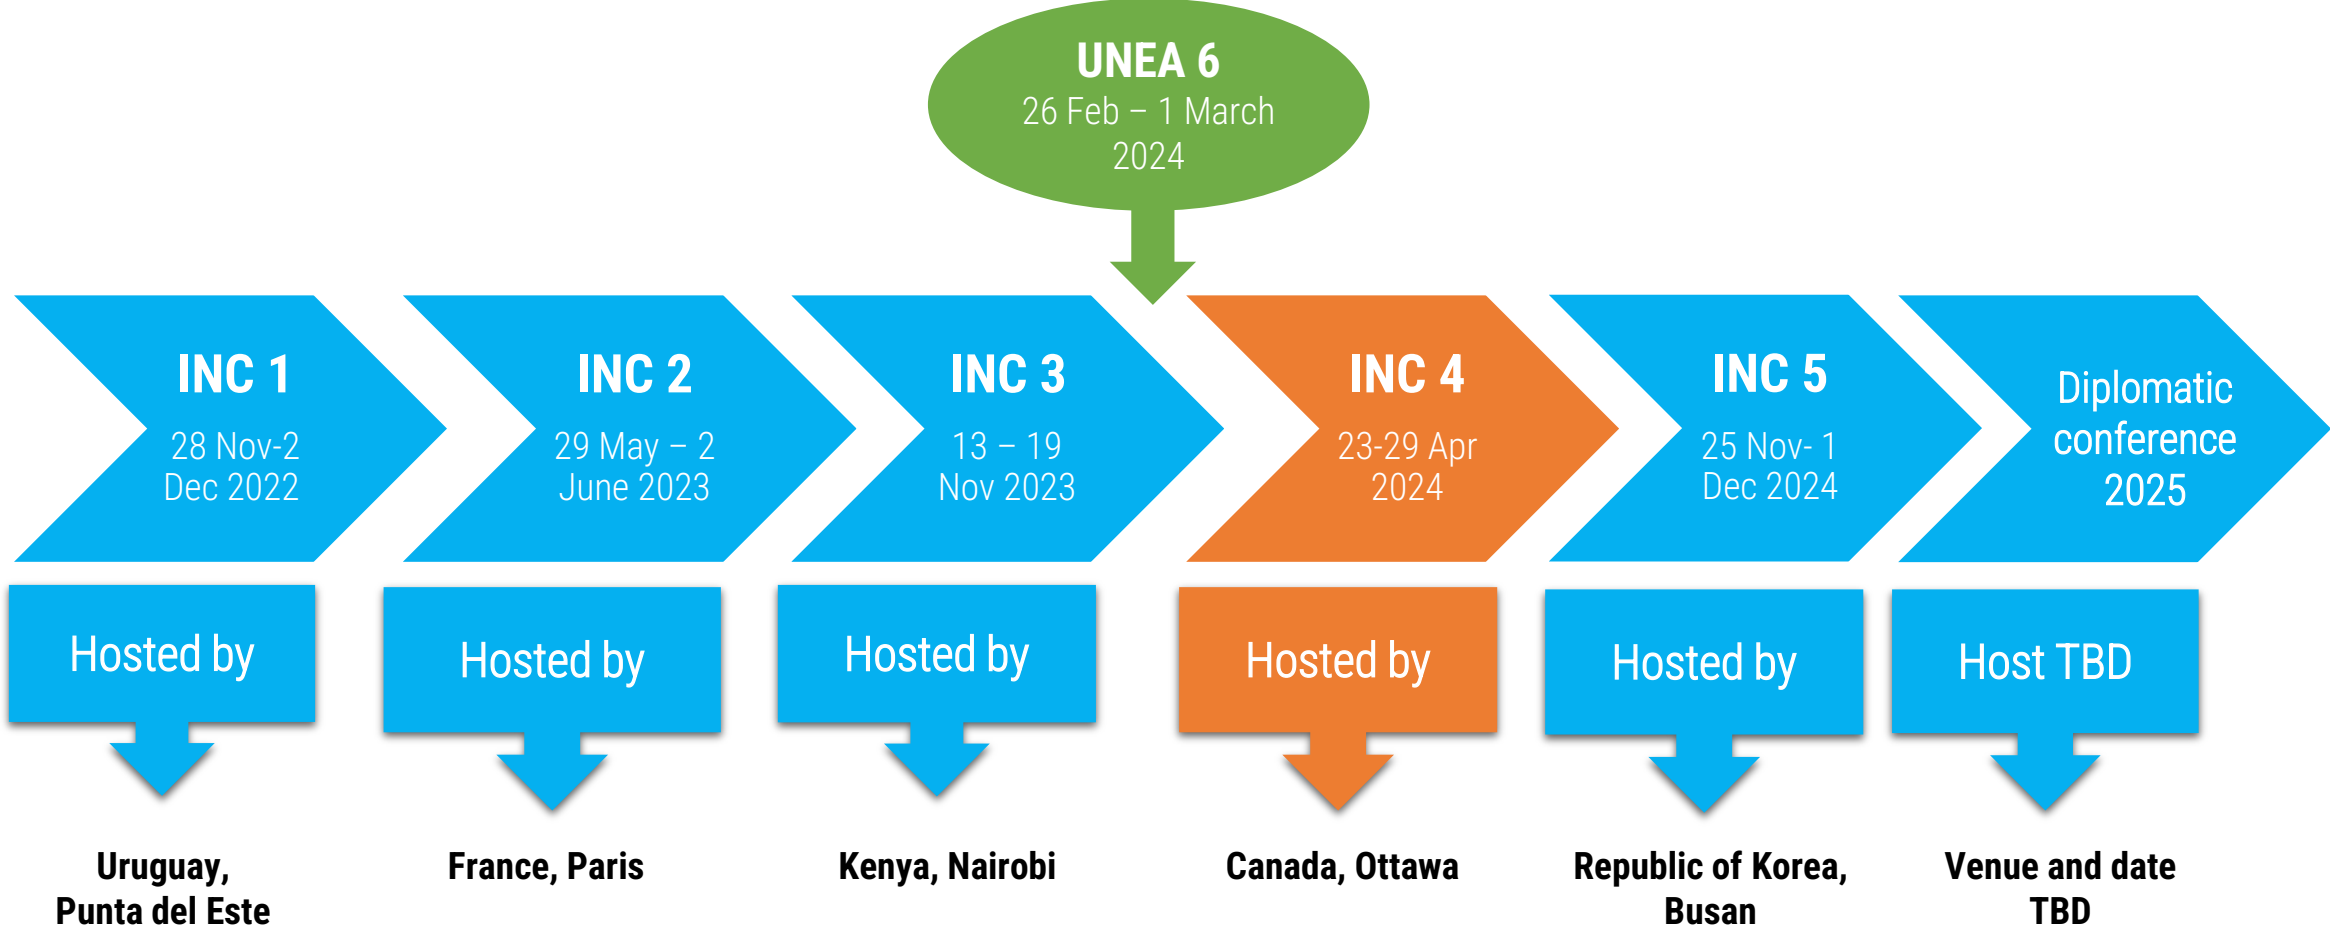 UNEA 6
26 Feb – 1 March
2024
INC 1
28 Nov-2
Dec 2022
INC 2
29 May – 2
June 2023
INC 3
13 – 19
Nov 2023
INC 4
23-29 Apr
2024
INC 5
25 Nov- 1
Dec 2024
Diplomatic
conference
2025
Hosted by
Hosted by
Hosted by
Hosted by
Hosted by
Host TBD
Uruguay,
Punta del Este
France, Paris
Kenya, Nairobi
Canada, Ottawa
Republic of Korea,
Busan
Venue and date
TBD